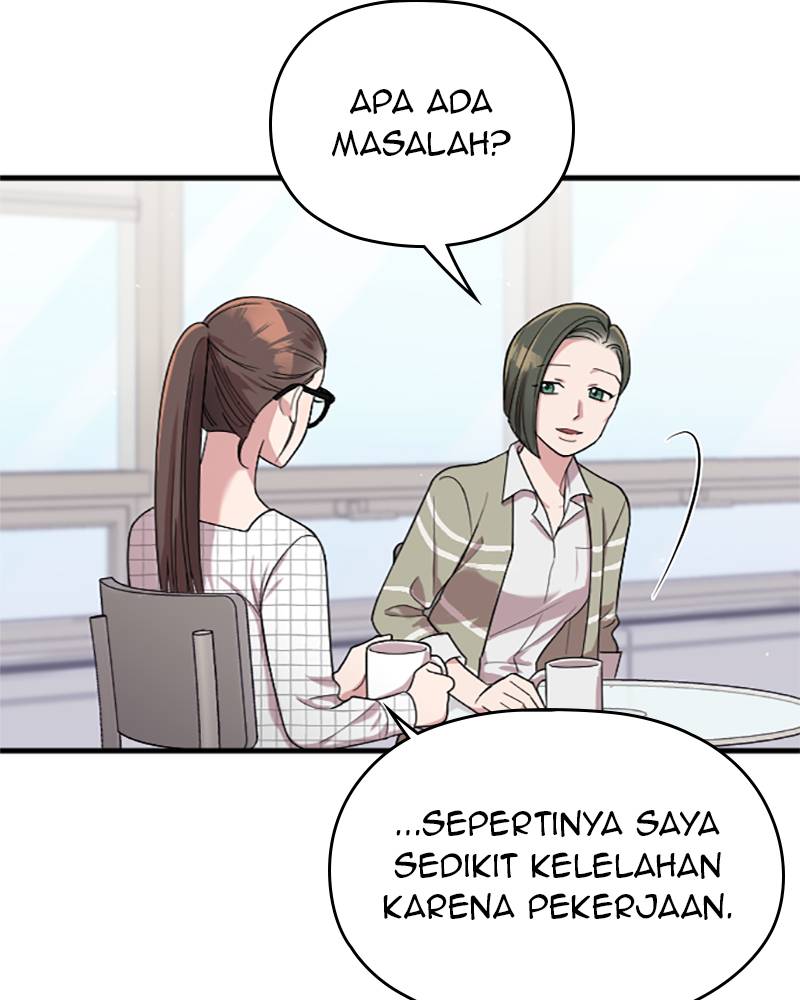 APA ADA
MASALAH?
...SEPERTINYA SAYA
SEDIKIT KELELAHAN
KARENA PEKERJAAN.